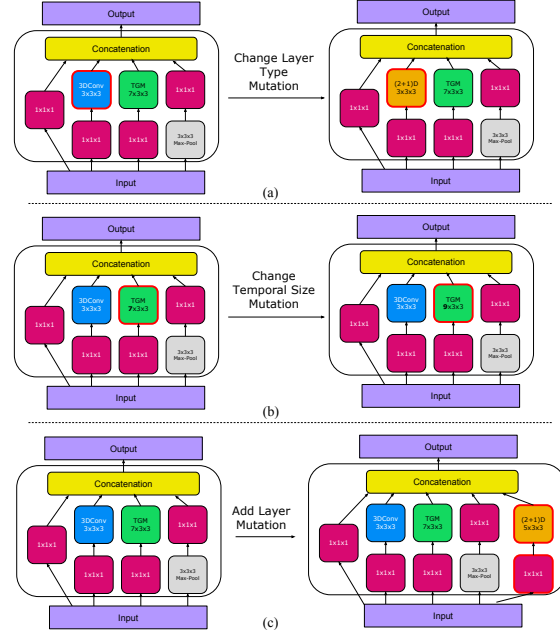 Output
Concatenation
3DConv
3x3x3
TGM
7x3x3
1x1x1
1x1x1
1x1x1
1x1x1
3x3x3
Max-Pool
Input
Change Layer
Type
Mutation
Output
Concatenation
(2+1)D
3x3x3
TGM
7x3x3
1x1x1
1x1x1
1x1x1
1x1x1
3x3x3
Max-Pool
Input
(a)
Output
Concatenation
3DConv
3x3x3
TGM
7x3x3
1x1x1
1x1x1
1x1x1
1x1x1
3x3x3
Max-Pool
Input
Change
Temporal Size
Mutation
Output
Concatenation
3DConv
3x3x3
TGM
9x3x3
1x1x1
1x1x1
1x1x1
1x1x1
3x3x3
Max-Pool
Input
(b)
Output
Concatenation
3DConv
3x3x3
TGM
7x3x3
1x1x1
1x1x1
1x1x1
1x1x1
3x3x3
Max-Pool
Input
Add Layer
Mutation
Output
Concatenation
3DConv
3x3x3
TGM
7x3x3
1x1x1
(2+1)D
5x3x3
1x1x1
1x1x1
1x1x1
3x3x3
Max-Pool
1x1x1
Input
(c)